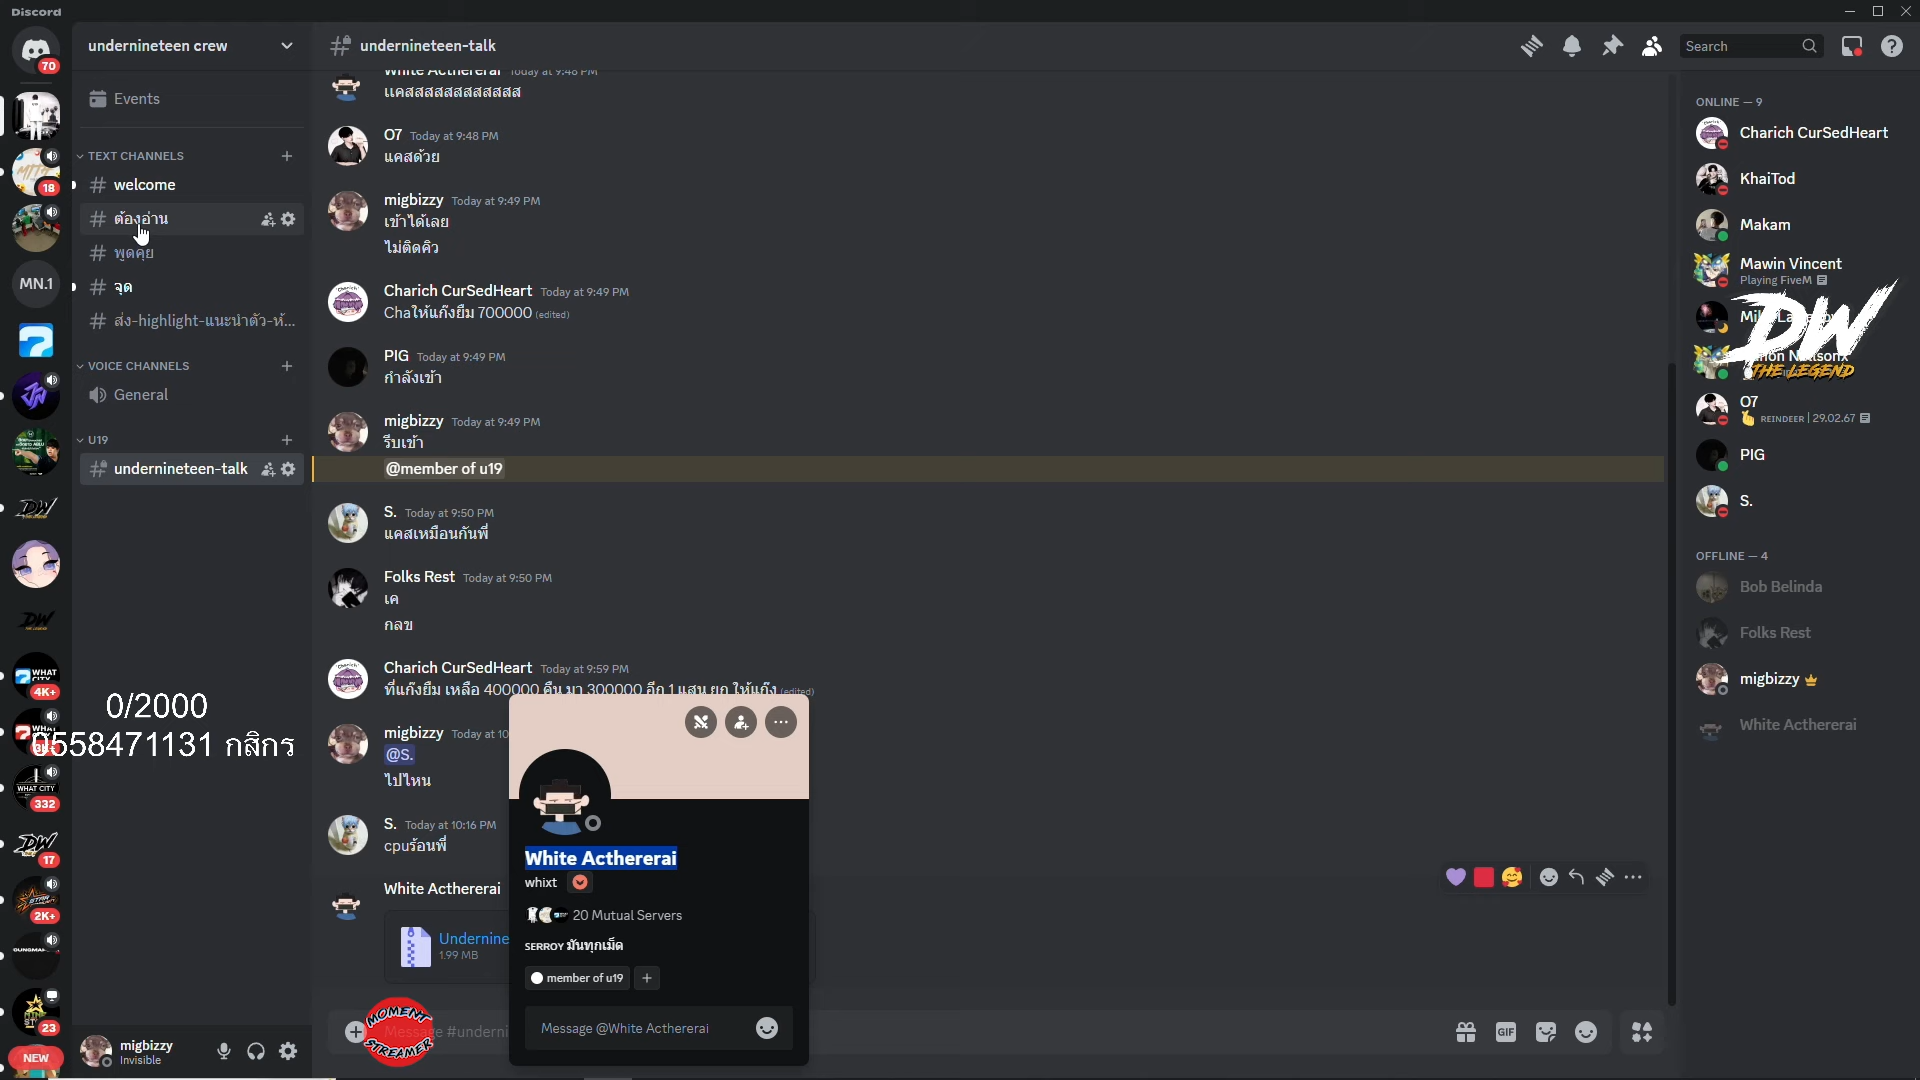 Discord
70
18
MN.1
WHAT CITY
4K+
3K+
WHAT CITY
332
DW
17
2K+
23
NEW
undernineteen crew
Events
TEXT CHANNELS
welcome
ต้องอ่าน
พูดคุย
จุด
ส่ง-highlight-แนะนำตัว-ห้...
VOICE CHANNELS
General
U19
undernineteen-talk
0/2000
0558471131 กสิกร
migbizzy
Invisible
undernineteen-talk
Search
White Acthererai Today at 9:48 PM
แคสสสสสสสสสสสส
O7 Today at 9:48 PM
แคสด้วย
migbizzy Today at 9:49 PM
เข้าได้เลย
ไม่ติดคิว
Charich CurSedHeart Today at 9:49 PM
Chaให้แก๊งยืม 700000 (edited)
PIG Today at 9:49 PM
กำลังเข้า
migbizzy Today at 9:49 PM
รีบเข้า
@member of u19
S. Today at 9:50 PM
แคสเหมือนกันพี่
Folks Rest Today at 9:50 PM
เค
กลข
Charich CurSedHeart Today at 9:59 PM
ที่แก๊งยืม เหลือ 400000 คืน มา 300000 อีก 1 แสน ยก ให้แก๊ง (edited)
migbizzy Today at 10
@S.
ไปไหน
S. Today at 10:16 PM
cpuร้อนพี่
White Acthererai
Undernine
1.99 MB
Message #underni
MOMENT
STREAMER
White Acthererai
whixt
20 Mutual Servers
SERROY มันทุกเม็ด
member of u19
Message @White Acthererai
GIF
ONLINE — 9
Charich CurSedHeart
KhaiTod
Makam
Mawin Vincent
Playing FiveM
DW
THE LEGEND
O7
REINDEER | 29.02.67
PIG
S.
OFFLINE — 4
Bob Belinda
Folks Rest
migbizzy
White Acthererai